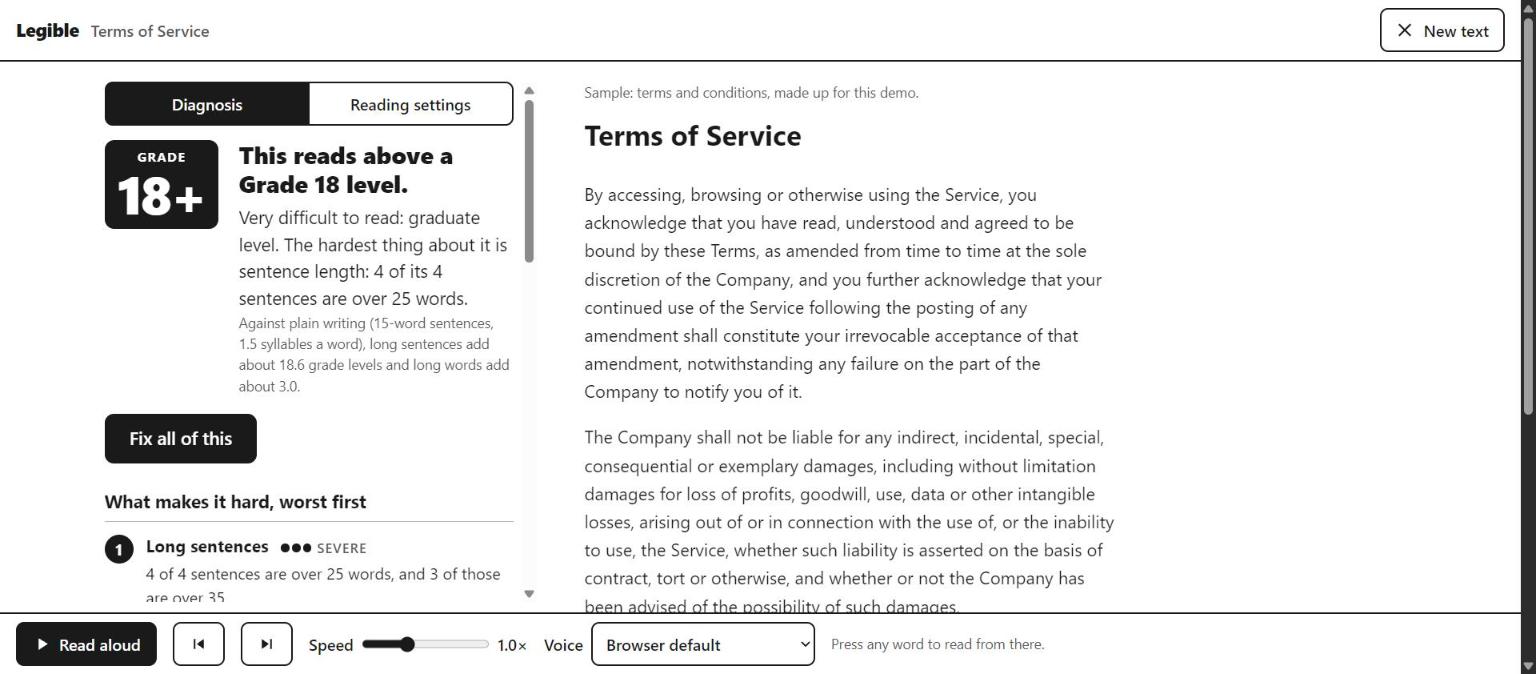 Legible Terms of Service
New text
Diagnosis
Reading settings
GRADE
18+
This reads above a
Grade 18 level.
Very difficult to read: graduate
level. The hardest thing about it is
sentence length: 4 of its 4
sentences are over 25 words.
Against plain writing (15-word sentences,
1.5 syllables a word), long sentences add
about 18.6 grade levels and long words add
about 3.0.
Fix all of this
What makes it hard, worst first
1 Long sentences SEVERE
4 of 4 sentences are over 25 words, and 3 of those
are over 35
Sample: terms and conditions, made up for this demo.
Terms of Service
By accessing, browsing or otherwise using the Service, you
acknowledge that you have read, understood and agreed to be
bound by these Terms, as amended from time to time at the sole
discretion of the Company, and you further acknowledge that your
continued use of the Service following the posting of any
amendment shall constitute your irrevocable acceptance of that
amendment, notwithstanding any failure on the part of the
Company to notify you of it.
The Company shall not be liable for any indirect, incidental, special,
consequential or exemplary damages, including without limitation
damages for loss of profits, goodwill, use, data or other intangible
losses, arising out of or in connection with the use of, or the inability
to use, the Service, whether such liability is asserted on the basis of
contract, tort or otherwise, and whether or not the Company has
been advised of the possibility of such damages.
Read aloud
Speed 1.0×
Voice Browser default
Press any word to read from there.